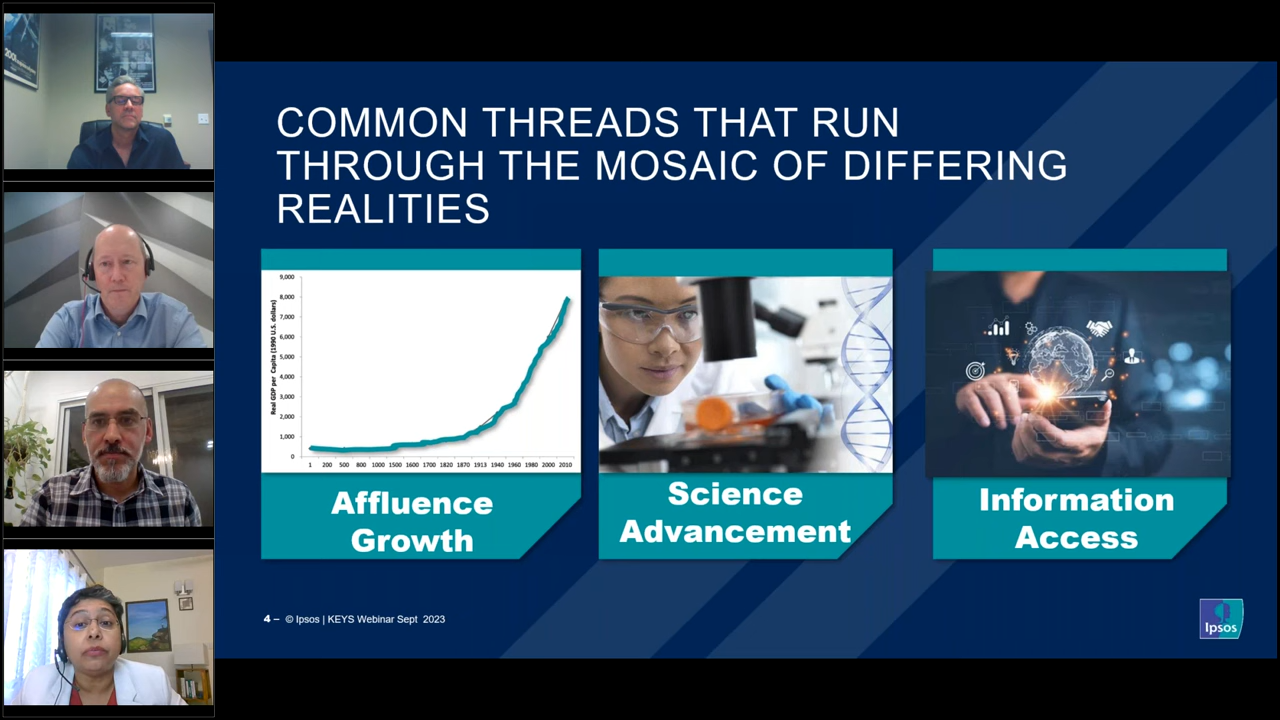 COMMON THREADS THAT RUN
THROUGH THE MOSAIC OF DIFFERING
REALITIES
Real GDP per Capita (1990 U.S. dollars)
9,000
8,000
7,000
6,000
5,000
4,000
3,000
2,000
1,000
0
1 200 500 800 1000 1500 1600 1700 1820 1870 1913 1940 1960 1980 2000 2010
Affluence
Growth
Science
Advancement
Information
Access
4 – © Ipsos | KEYS Webinar Sept 2023
Ipsos